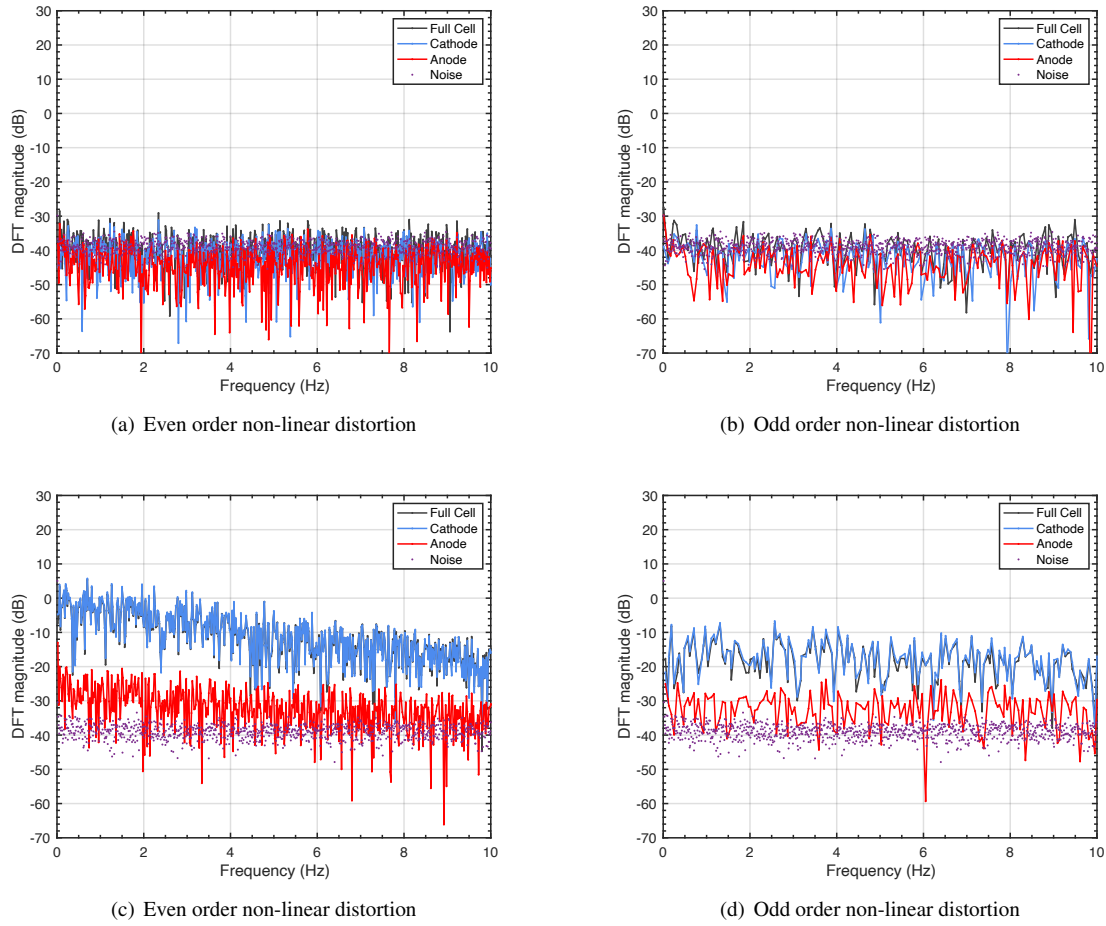 30
20
10
0
-10
-20
-30
-40
-50
-60
-70
DFT magnitude (dB)
Full Cell
Cathode
Anode
Noise
0 2 4 6 8 10
Frequency (Hz)
(a) Even order non-linear distortion
30
20
10
0
-10
-20
-30
-40
-50
-60
-70
DFT magnitude (dB)
Full Cell
Cathode
Anode
Noise
0 2 4 6 8 10
Frequency (Hz)
(b) Odd order non-linear distortion
30
20
10
0
-10
-20
-30
-40
-50
-60
-70
DFT magnitude (dB)
Full Cell
Cathode
Anode
Noise
0 2 4 6 8 10
Frequency (Hz)
(c) Even order non-linear distortion
30
20
10
0
-10
-20
-30
-40
-50
-60
-70
DFT magnitude (dB)
Full Cell
Cathode
Anode
Noise
0 2 4 6 8 10
Frequency (Hz)
(d) Odd order non-linear distortion